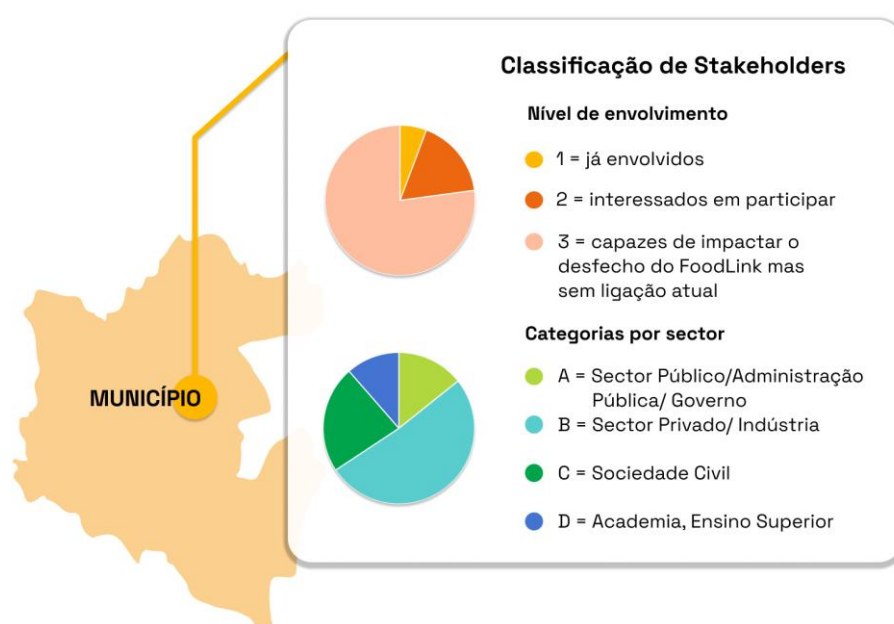 Classificação de Stakeholders
Nível de envolvimento
1 = já envolvidos
2 = interessados em participar
3 = capazes de impactar o
desfecho do FoodLink mas
sem ligação atual
Categorias por sector
A = Sector Público/Administração
Pública/ Governo
B = Sector Privado/ Indústria
C = Sociedade Civil
D = Academia, Ensino Superior
MUNICÍPIO